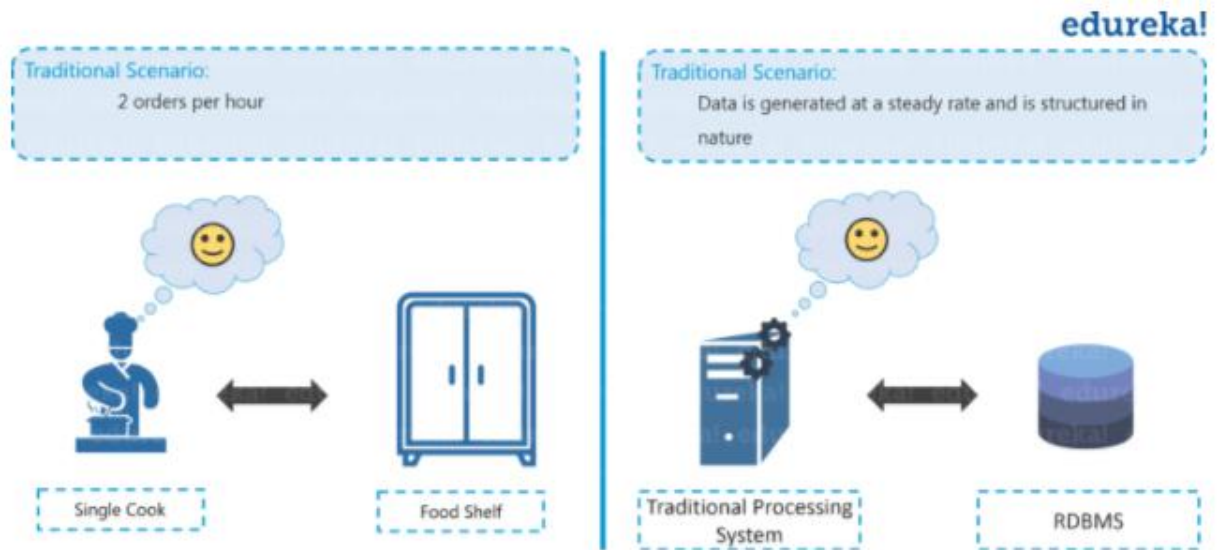 edureka!
Traditional Scenario:
2 orders per hour
Traditional Scenario:
Data is generated at a steady rate and is structured in
nature
Single Cook
Food Shelf
Traditional Processing
System
RDBMS